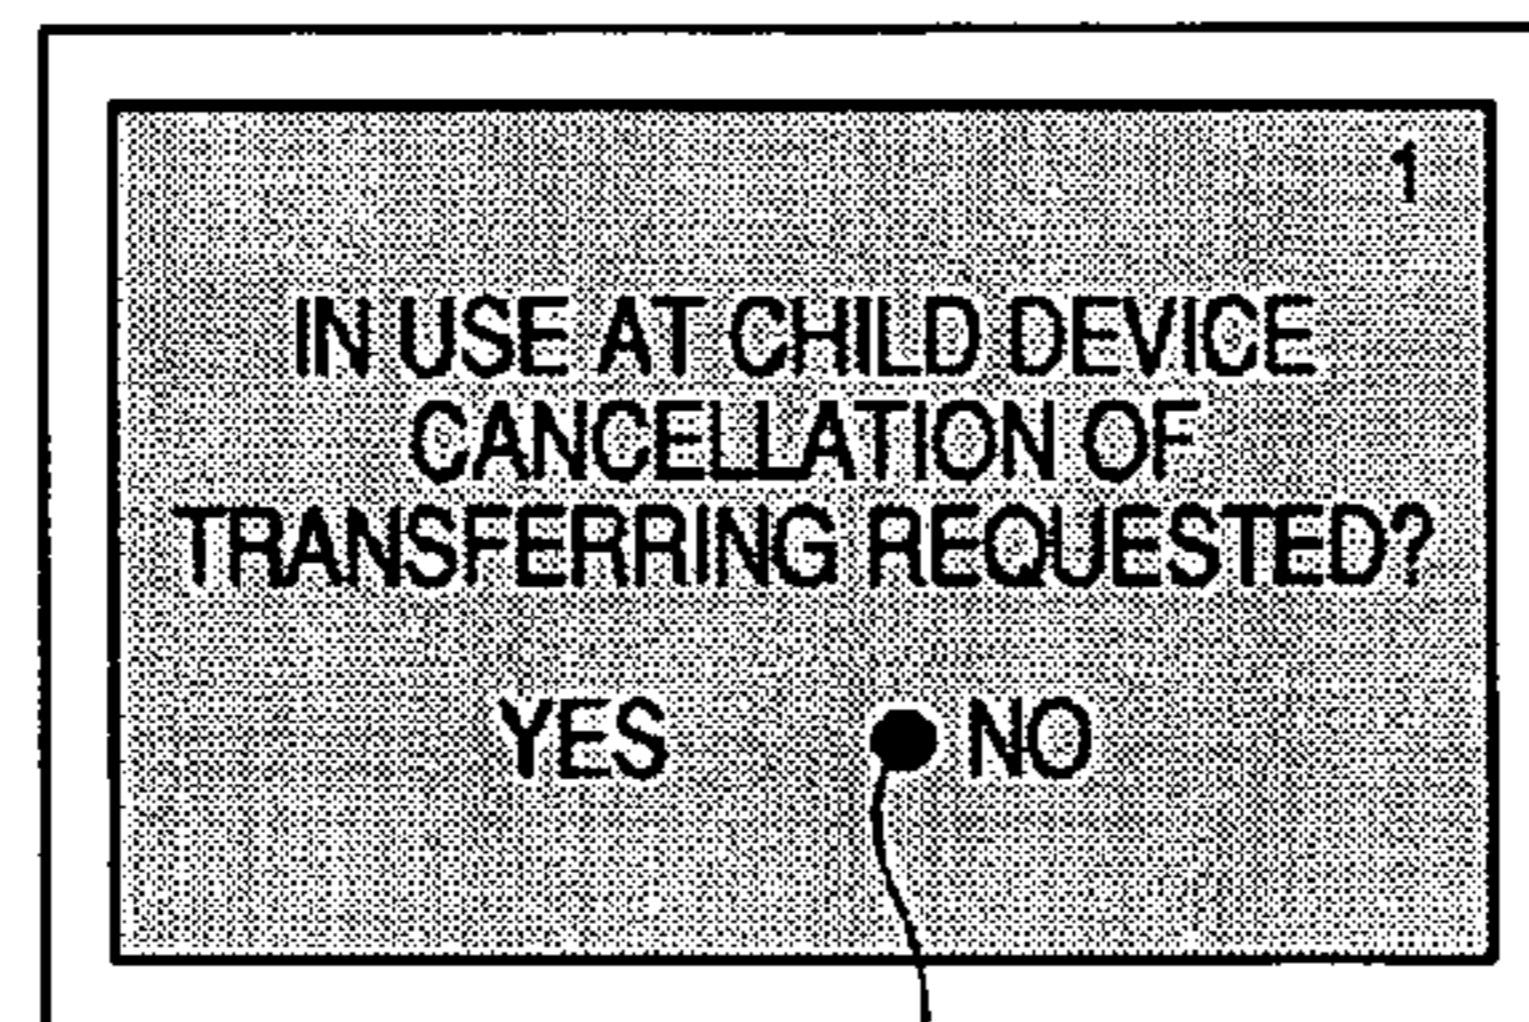 1
IN USE AT CHILD DEVICE
CANCELLATION OF
TRANSFERRING REQUESTED?
YES ● NO